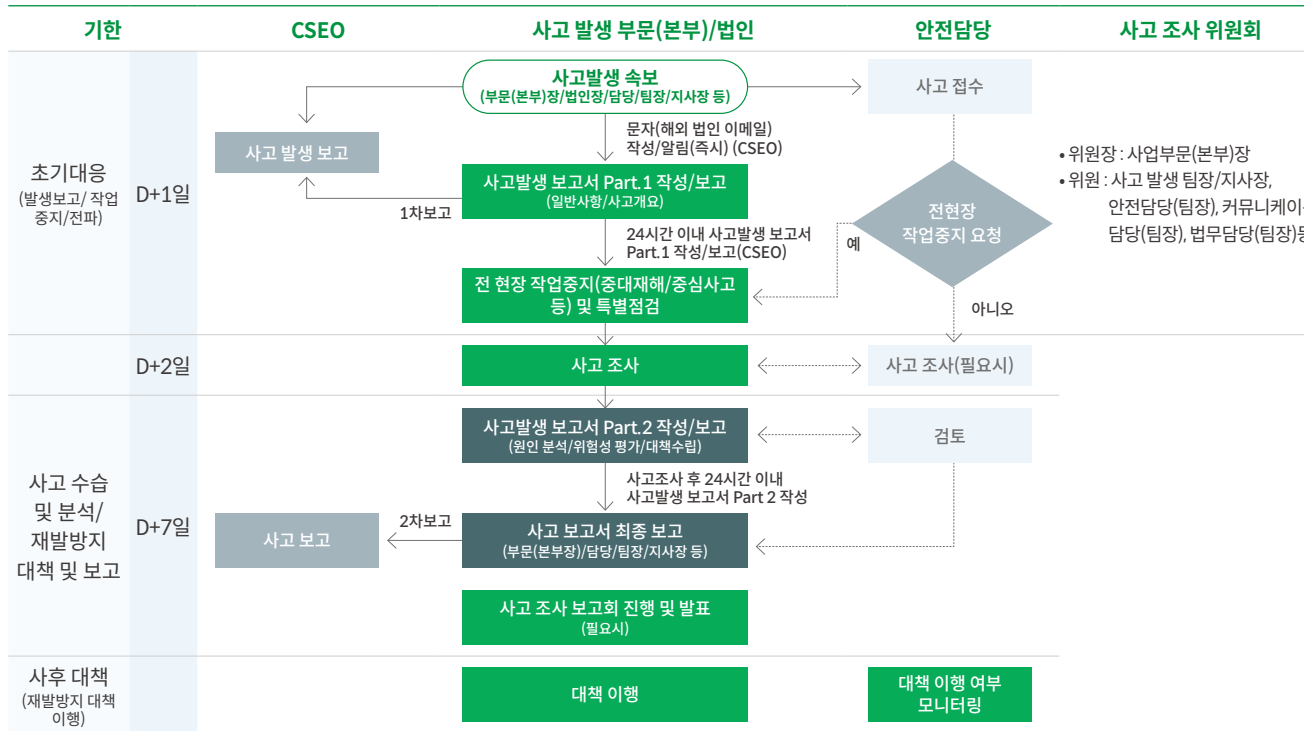 기한
CSEO
사고 발생 부문(본부)/법인
안전담당
사고 조사 위원회
초기대응
(발생보고/ 작업
중지/전파)
D+1일
사고발생 속보
(부문(본부)장/법인장/담당/팀장/지사장 등)
사고 접수
문자(해외 법인 이메일)
작성/알림(즉시) (CSEO)
사고 발생 보고
사고발생 보고서 Part.1 작성/보고
(일반사항/사고개요)
1차보고
24시간 이내 사고발생 보고서
Part.1 작성/보고(CSEO)
전현장
작업중지 요청
예
아니오
전 현장 작업중지(중대재해/중심사고
등) 및 특별점검
• 위원장 : 사업부문(본부)장
• 위원 : 사고 발생 팀장/지사장,
안전담당(팀장), 커뮤니케이
담당(팀장), 법무담당(팀장)
D+2일
사고 조사
사고 조사(필요시)
사고 수습
및 분석/
재발방지
대책 및 보고
D+7일
사고발생 보고서 Part.2 작성/보고
(원인 분석/위험성 평가/대책수립)
검토
사고조사 후 24시간 이내
사고발생 보고서 Part 2 작성
사고 보고
2차보고
사고 보고서 최종 보고
(부문(본부장)/담당/팀장/지사장 등)
사고 조사 보고회 진행 및 발표
(필요시)
사후 대책
(재발방지 대책
이행)
대책 이행
대책 이행 여부
모니터링